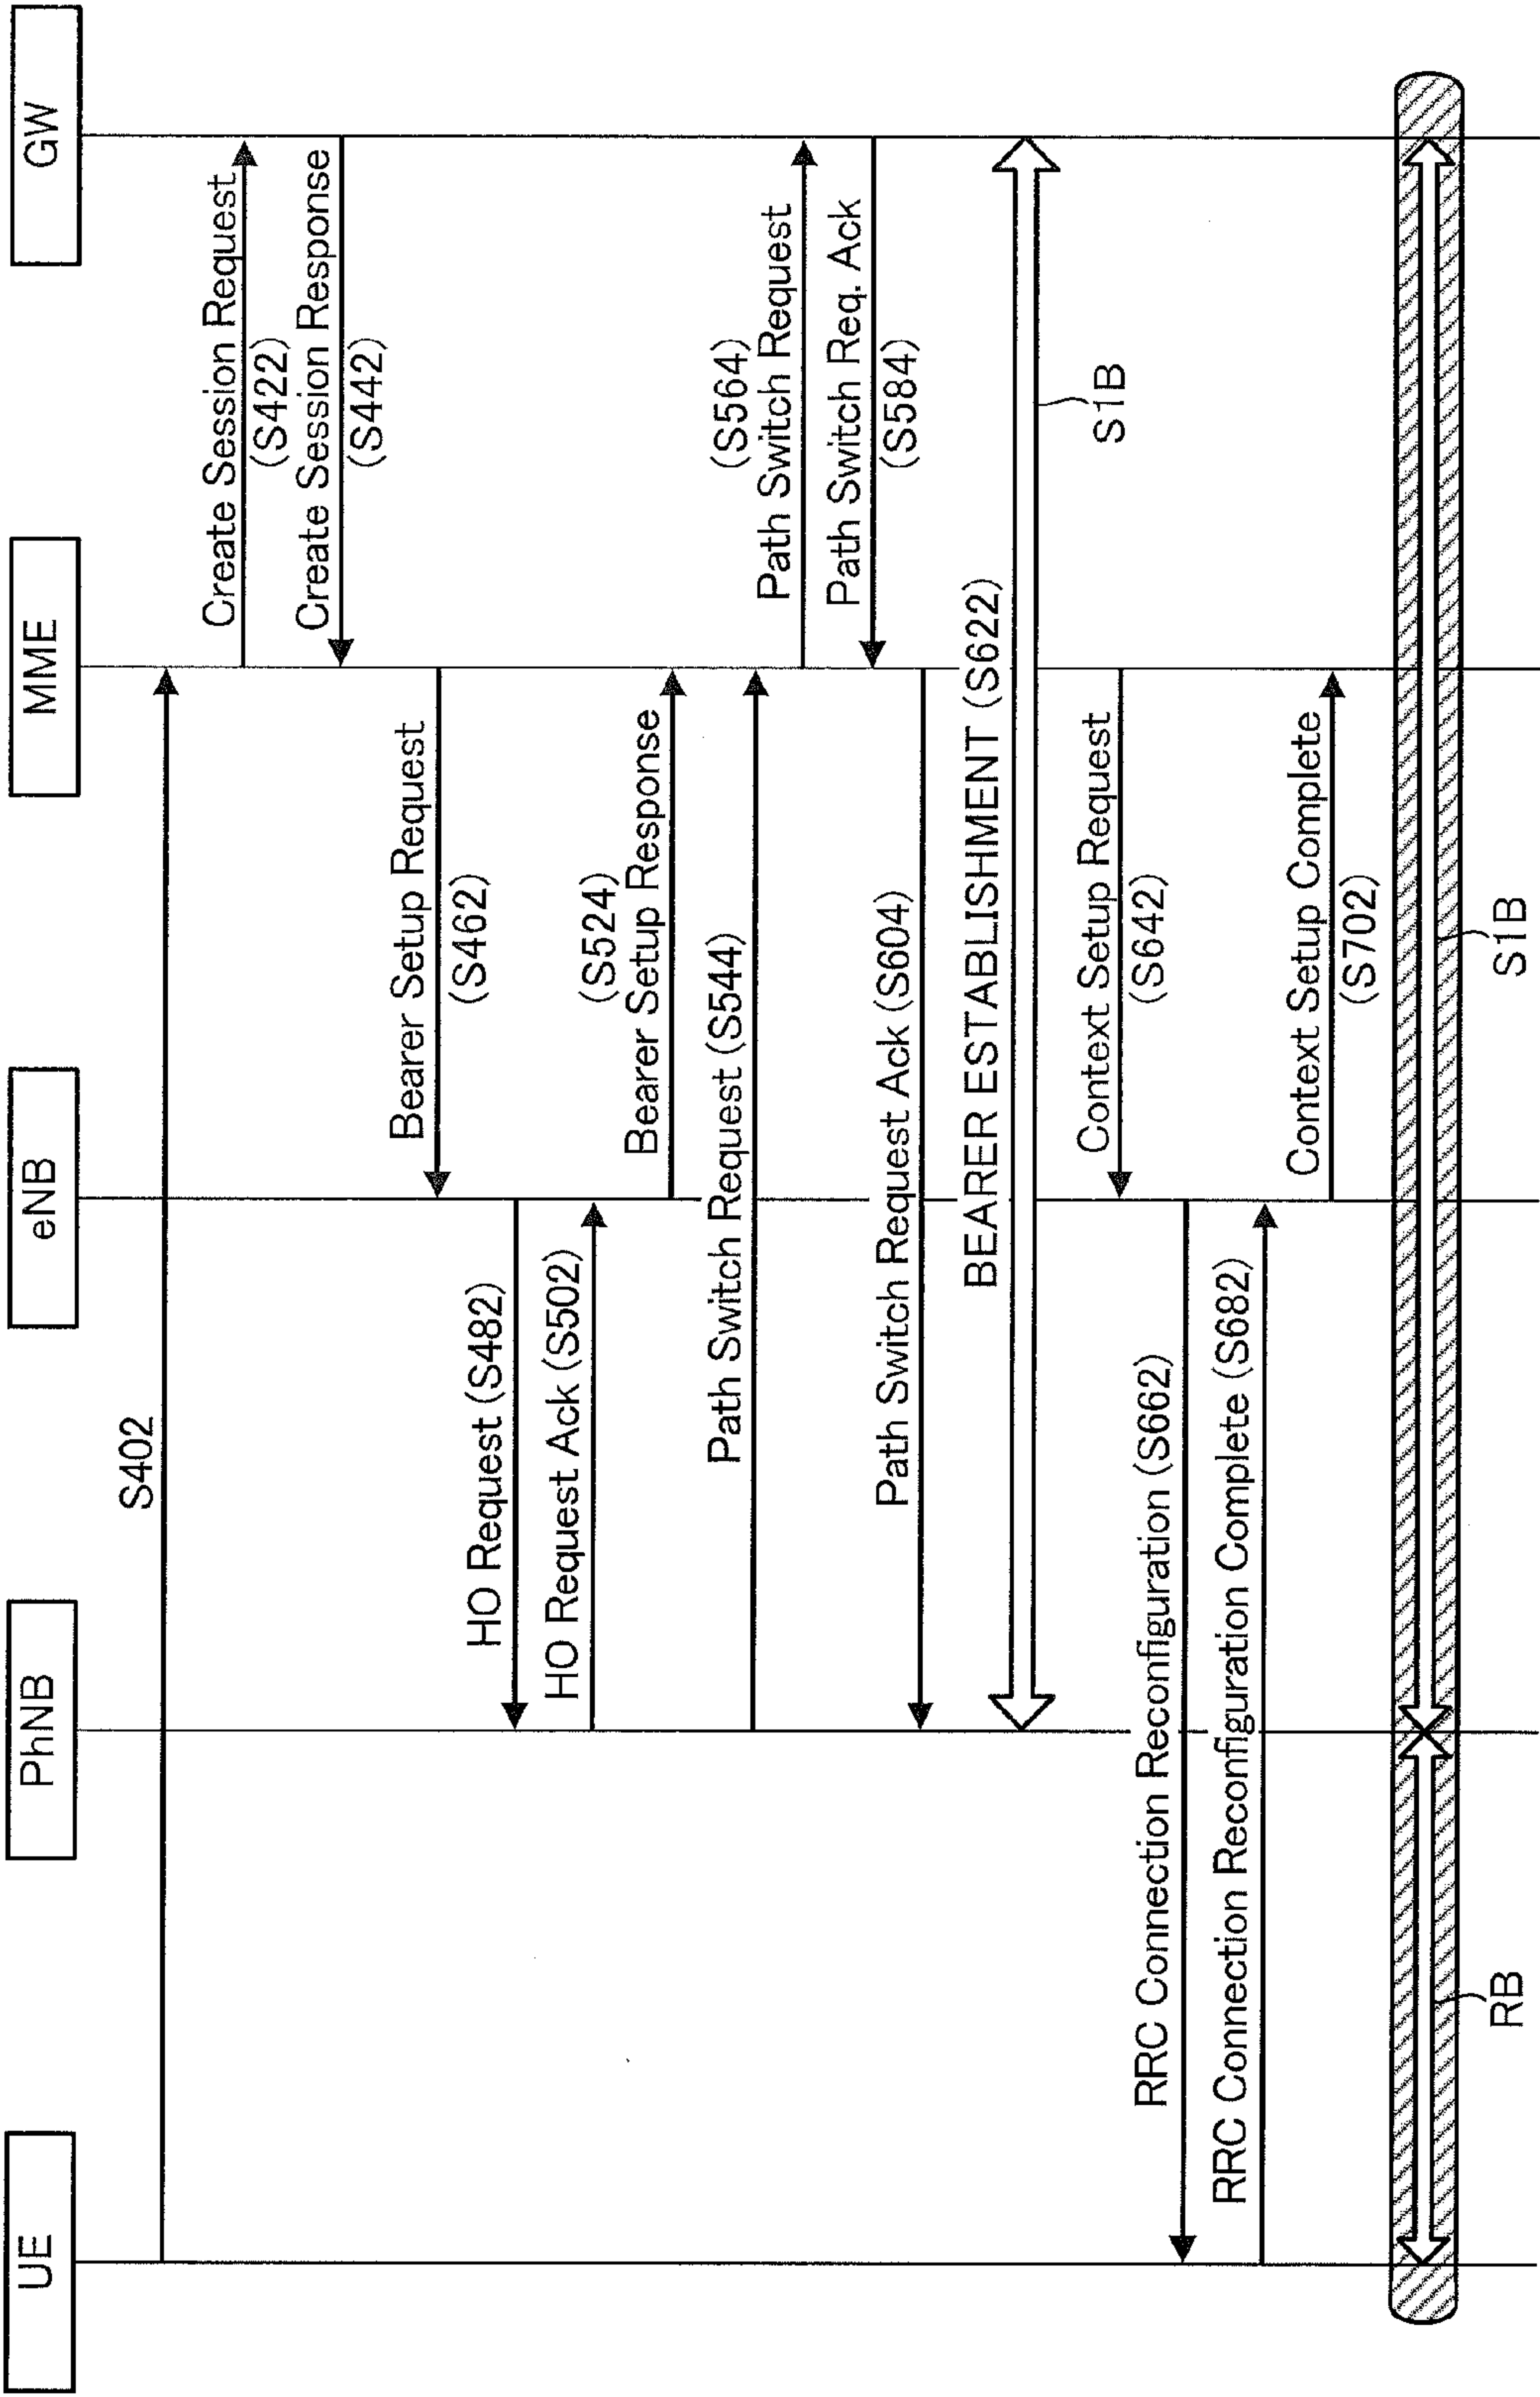 UE
PhNB
eNB
MME
GW
S402
Create Session Request
(S422)
Create Session Response
(S442)
Bearer Setup Request
(S462)
HO Request (S482)
HO Request Ack (S502)
(S524)
Bearer Setup Response
Path Switch Request (S544)
(S564)
Path Switch Request
Path Switch Req. Ack
(S584)
Path Switch Request Ack (S604)
BEARER ESTABLISHMENT (S622)
S1B
Context Setup Request
(S642)
RRC Connection Reconfiguration (S662)
RRC Connection Reconfiguration Complete (S682)
Context Setup Complete
(S702)
RB
S1B